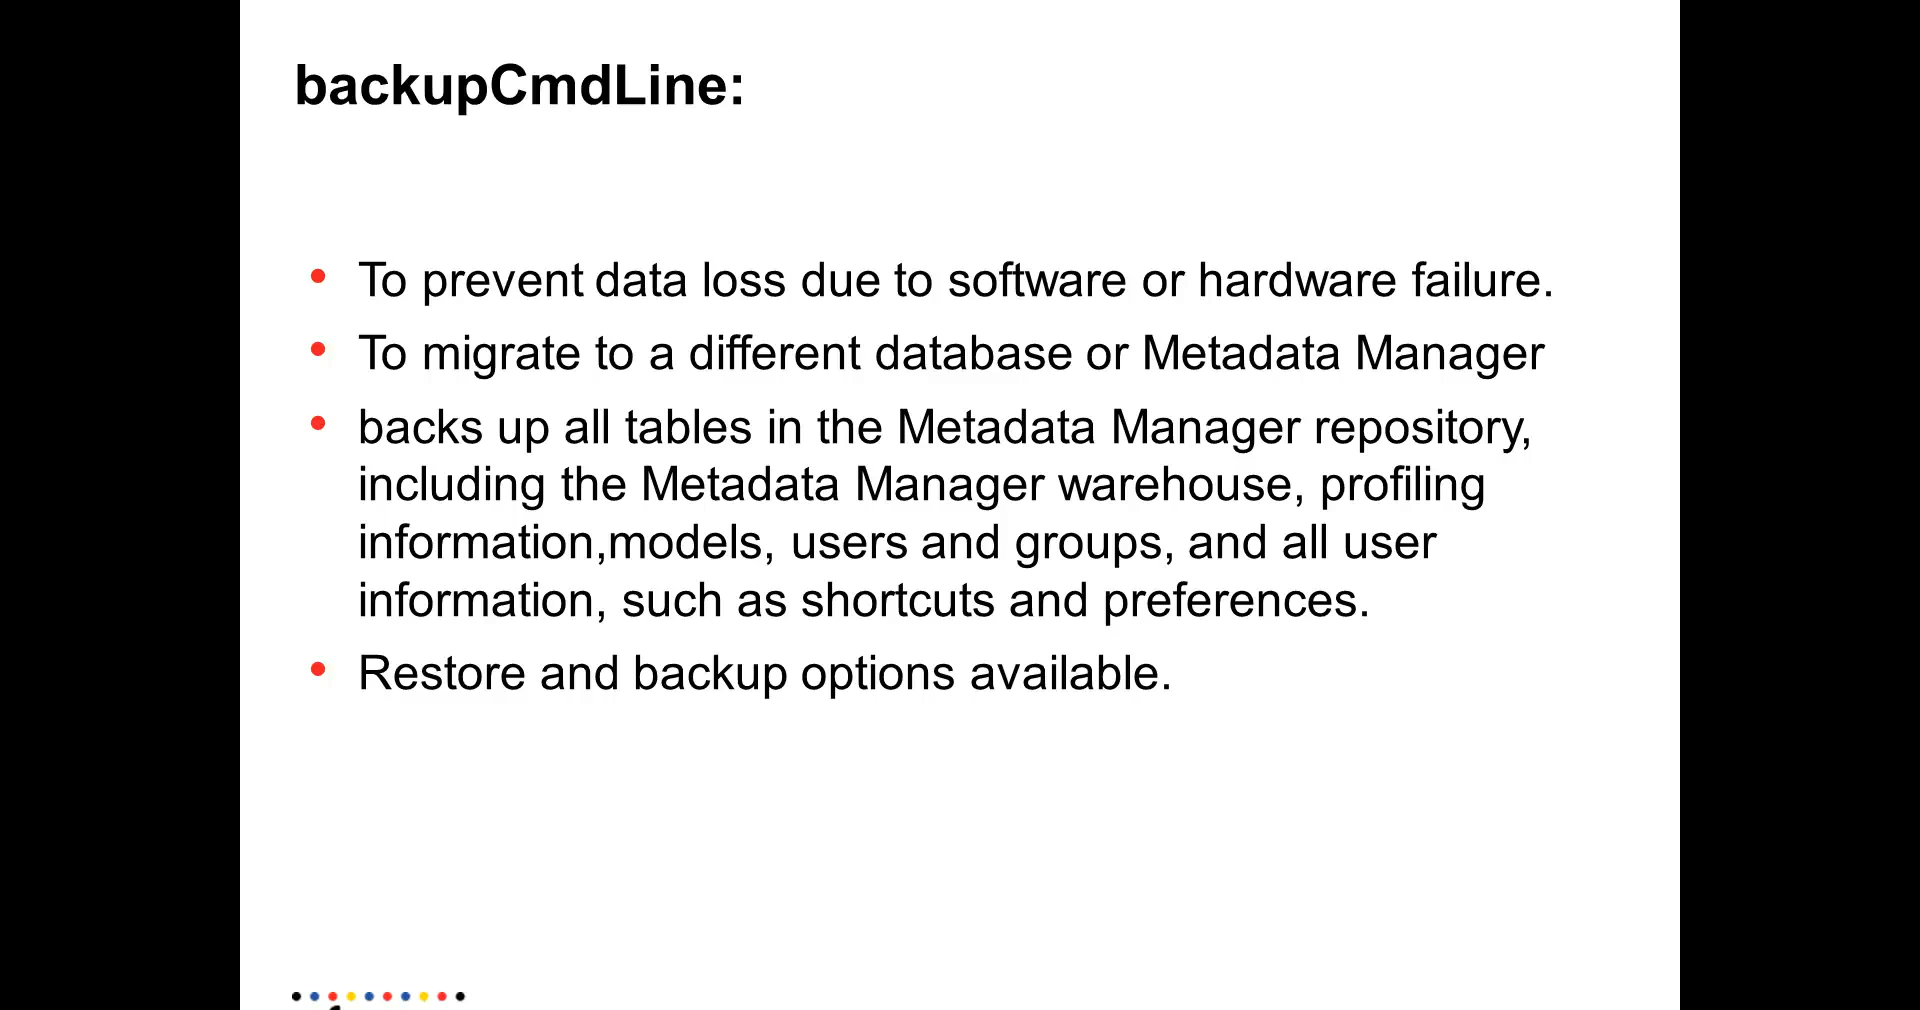 backupCmdLine:
• To prevent data loss due to software or hardware failure.
• To migrate to a different database or Metadata Manager
• backs up all tables in the Metadata Manager repository,
including the Metadata Manager warehouse, profiling
information,models, users and groups, and all user
information, such as shortcuts and preferences.
• Restore and backup options available.